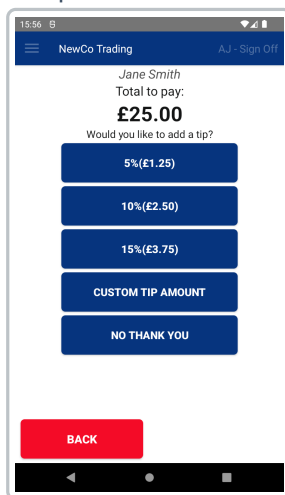 15:56
NewCo Trading
AJ - Sign Off
Jane Smith
Total to pay:
£25.00
Would you like to add a tip?
5%(£1.25)
10%(£2.50)
15%(£3.75)
CUSTOM TIP AMOUNT
NO THANK YOU
BACK